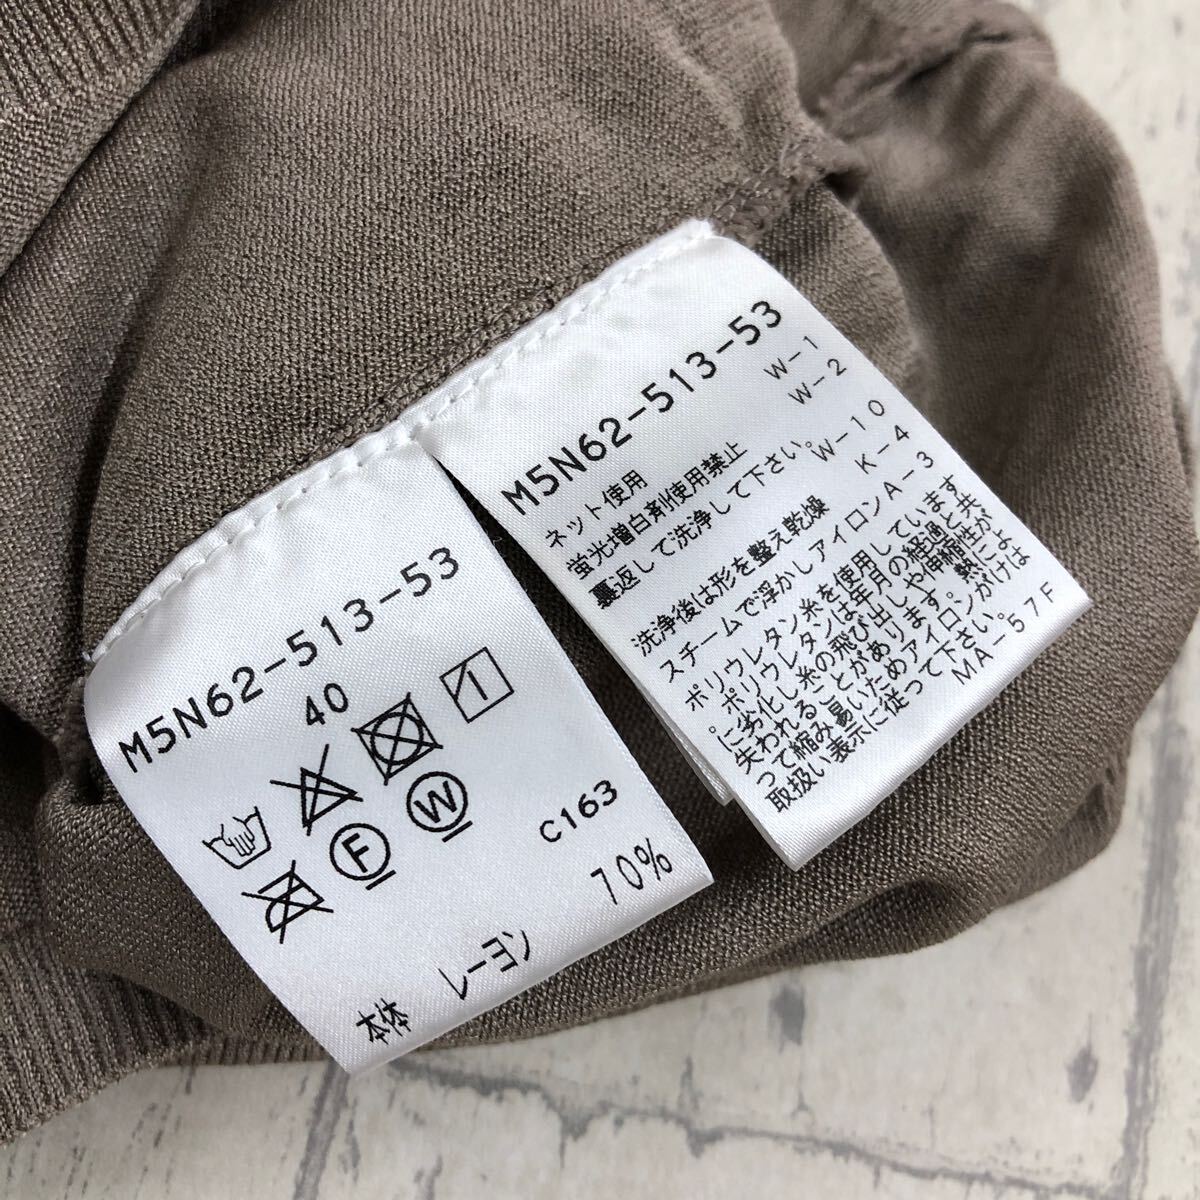 M5N62-513-53
40
F
W
C163
本体 レーヨン 70%
M5N62-513-53
W-1
W-2
ネット使用
蛍光増白剤使用禁止
裏返して洗浄して下さい。W-10
K-4
洗浄後は形を整え乾燥
スチームで浮かしアイロンA-3
ポリウレタン糸を使用しています
。ポリウレタンは年月の経過と共
に劣化し糸の飛び出しや伸縮性が
失われることがあります。熱によ
って縮み易いためアイロンがけは
取扱い表示に従って下さい。
MA-57F